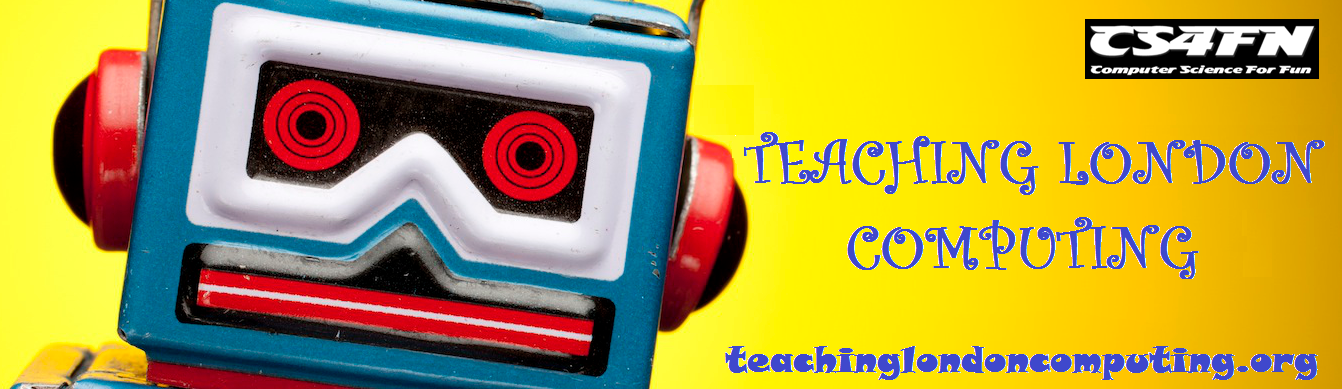 CS4FN
Computer Science For Fun
TEACHING LONDON
COMPUTING
teachinglondoncomputing.org